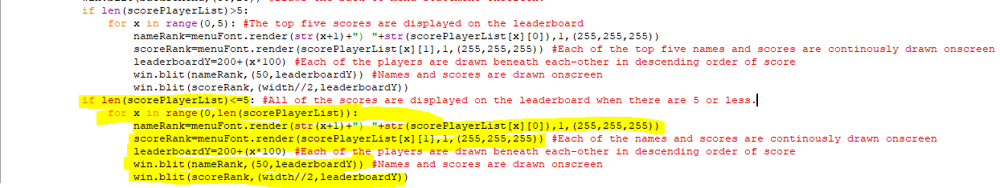 if len(scorePlayerList)>5:
for x in range(0,5): #The top five scores are displayed on the leaderboard
nameRank=menuFont.render(str(x+1)+") "+str(scorePlayerList[x][0]),1,(255,255,255))
scoreRank=menuFont.render(scorePlayerList[x][1],1,(255,255,255)) #Each of the top five names and scores are continously drawn onscreen
leaderboardY=200+(x*100) #Each of the players are drawn beneath each-other in descending order of score
win.blit(nameRank,(50,leaderboardY)) #Names and scores are drawn onscreen
win.blit(scoreRank,(width//2,leaderboardY))
if len(scorePlayerList)<=5: #All of the scores are displayed on the leaderboard when there are 5 or less.
for x in range(0,len(scorePlayerList)):
nameRank=menuFont.render(str(x+1)+") "+str(scorePlayerList[x][0]),1,(255,255,255))
scoreRank=menuFont.render(scorePlayerList[x][1],1,(255,255,255)) #Each of the names and scores are continously drawn onscreen
leaderboardY=200+(x*100) #Each of the players are drawn beneath each-other in descending order of score
win.blit(nameRank,(50,leaderboardY)) #Names and scores are drawn onscreen
win.blit(scoreRank,(width//2,leaderboardY))